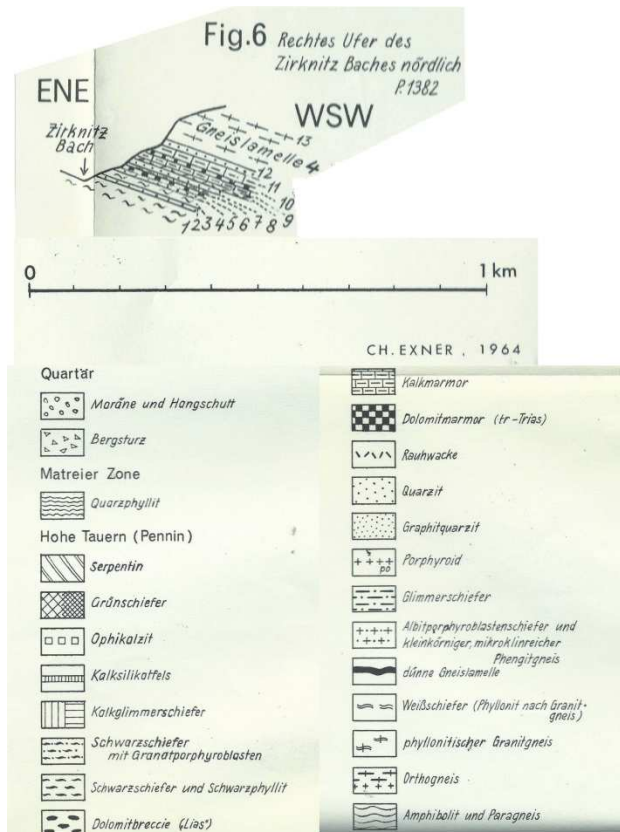 Fig.6 Rechtes Ufer des
Zirknitz Baches nördlich
P.1382
ENE
WSW
Zirknitz
Bach
Gneislamelle 4
13
12
11
10
1 2 3 4 5 6 7 8 9
0
1 km
CH. EXNER, 1964
Quartär
Moräne und Hangschutt
Bergsturz
Matreier Zone
Quarzphyllit
Hohe Tauern (Pennin)
Serpentin
Grünschiefer
Ophikalzit
Kalksilikatfels
Kalkglimmerschiefer
Schwarzschiefer
mit Granatporphyroblasten
Schwarzschiefer und Schwarzphyllit
Dolomitbreccie („Lias")
Kalkmarmor
Dolomitmarmor (tr-Trias)
Rauhwacke
Quarzit
Graphitquarzit
po
Porphyroid
Glimmerschiefer
Albitporphyroblastenschiefer und
kleinkörniger, mikroklinreicher
Phengitgneis
dünne Gneislamelle
Weißschiefer (Phyllonit nach Granit-
gneis)
phyllonitischer Granitgneis
Orthogneis
Amphibolit und Paragneis